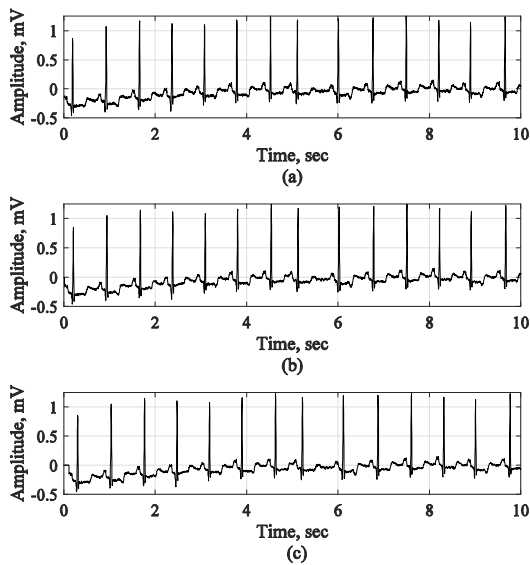 Amplitude, mV
1
0.5
0
-0.5
0 2 4 6 8 10
Time, sec
(a)
Amplitude, mV
1
0.5
0
-0.5
0 2 4 6 8 10
Time, sec
(b)
Amplitude, mV
1
0.5
0
-0.5
0 2 4 6 8 10
Time, sec
(c)